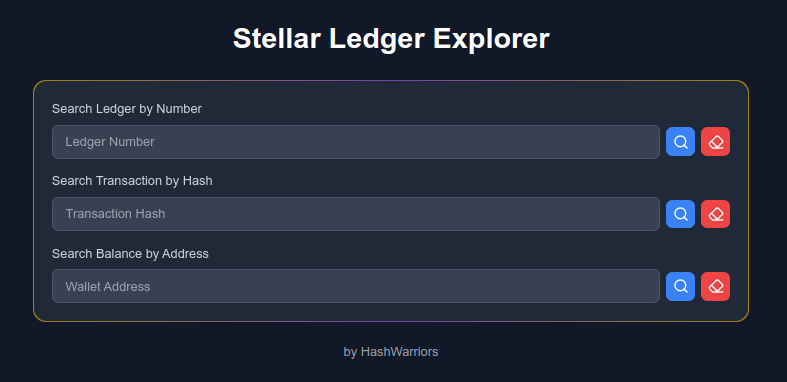 Stellar Ledger Explorer
Search Ledger by Number
Ledger Number
Search Transaction by Hash
Transaction Hash
Search Balance by Address
Wallet Address
by HashWarriors